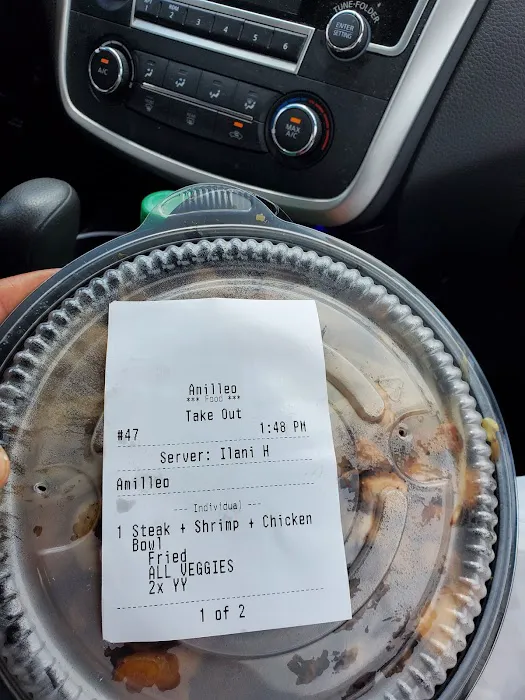 TUNE·FOLDER
ENTER
SETTING
2 3 4 5 6
A/C
MAX
A/C
Amilleo
*** Food ***
Take Out
#47 1:48 PM
Server: Ilani H
Amilleo
--- Individual ---
1 Steak + Shrimp + Chicken
Bowl
Fried
ALL VEGGIES
2x YY
1 of 2